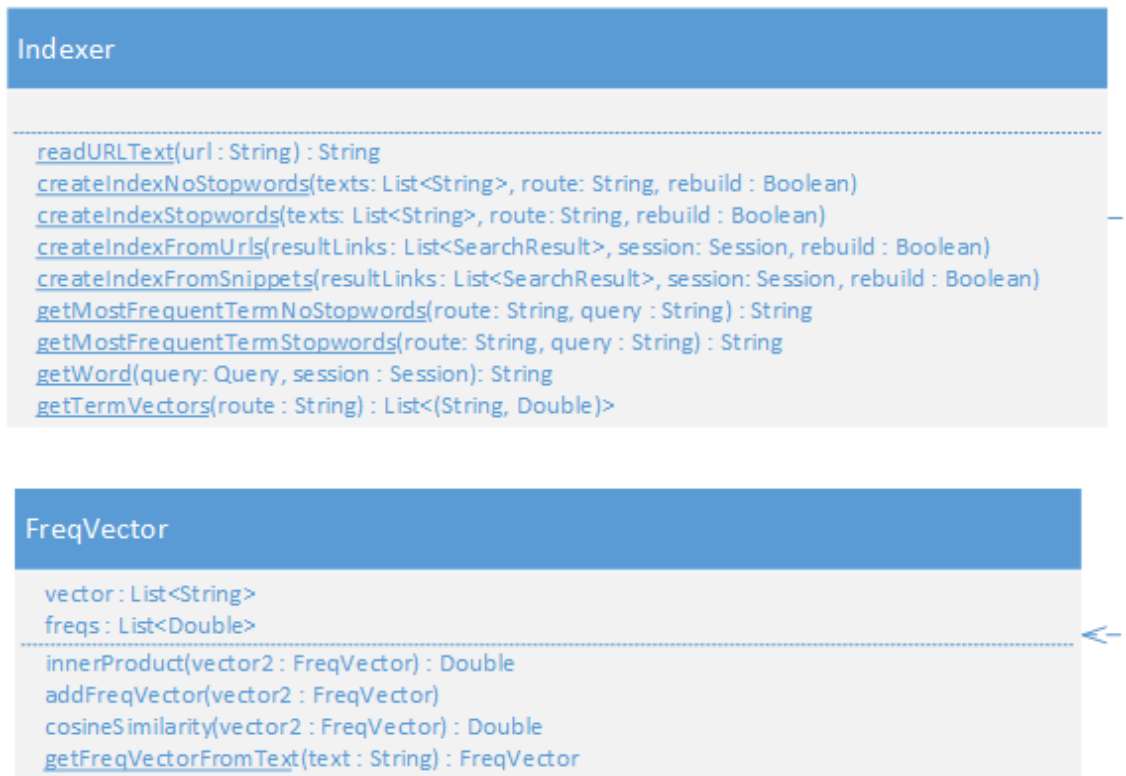 Indexer
readURLText(url : String) : String
createIndexNoStopwords(texts: List<String>, route: String, rebuild : Boolean)
createIndexStopwords(texts: List<String>, route: String, rebuild : Boolean)
createIndexFromUrls(resultLinks : List<SearchResult>, session: Session, rebuild : Boolean)
createIndexFromSnippets(resultLinks : List<SearchResult>, session: Session, rebuild : Boolean)
getMostFrequentTermNoStopwords(route: String, query : String) : String
getMostFrequentTermStopwords(route: String, query : String) : String
getWord(query: Query, session : Session): String
getTermVectors(route : String) : List<(String, Double)>
FreqVector
vector : List<String>
freqs : List<Double>
innerProduct(vector2 : FreqVector) : Double
addFreqVector(vector2 : FreqVector)
cosineSimilarity(vector2 : FreqVector) : Double
getFreqVectorFromText(text : String) : FreqVector